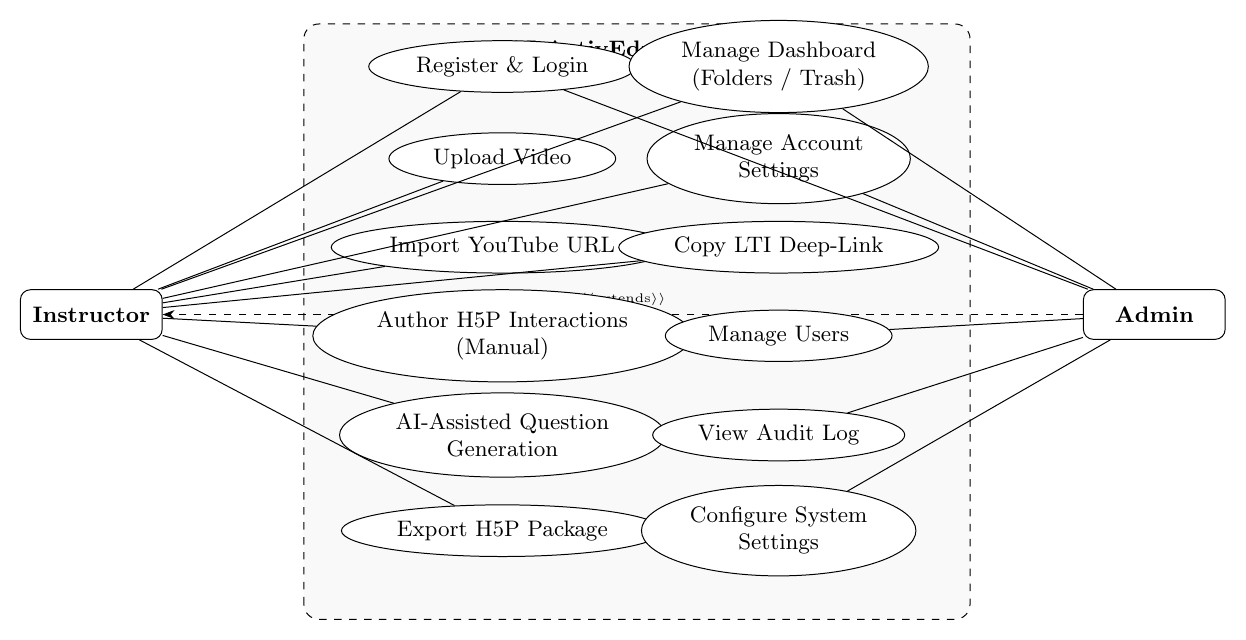 Register & Login
Manage Dashboard
(Folders / Trash)
Upload Video
Manage Account
Settings
Import YouTube URL
Copy LTI Deep-Link
Instructor
Author H5P Interactions
(Manual)
Manage Users
Admin
AI-Assisted Question
Generation
View Audit Log
Export H5P Package
Configure System
Settings